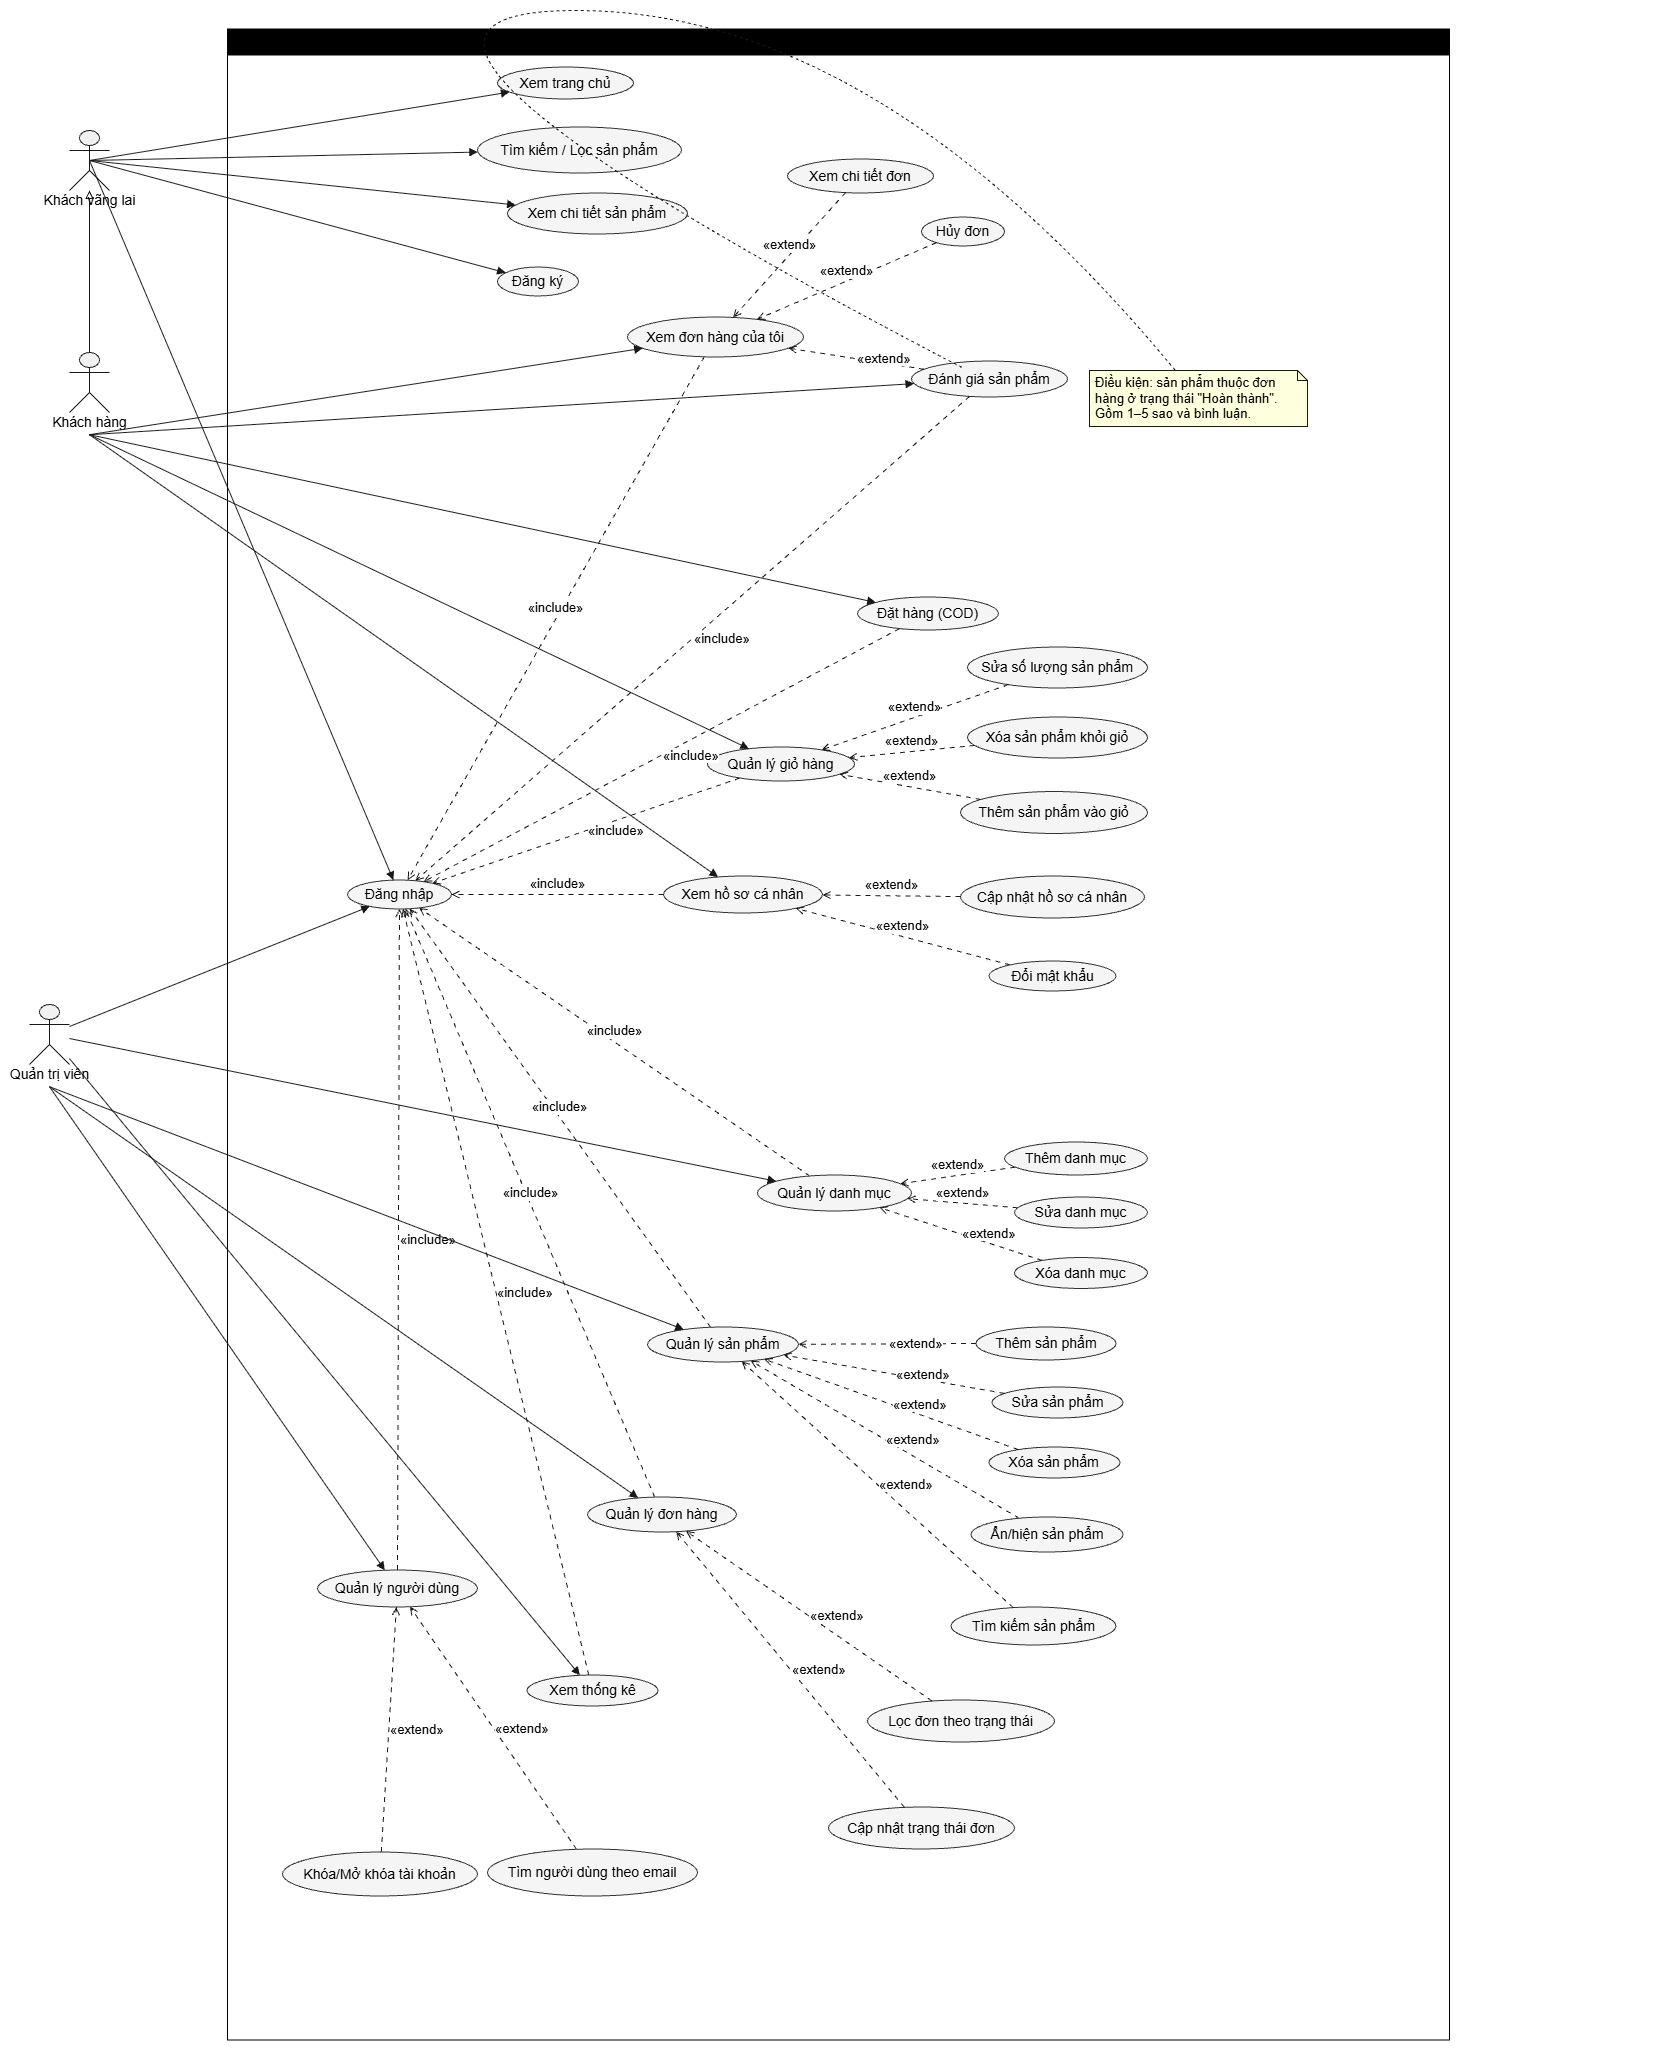 Xem trang chủ
Tìm kiếm / Lọc sản phẩm
Xem chi tiết đơn
Khách vãng lai
Xem chi tiết sản phẩm
Hủy đơn
«extend»
«extend»
Đăng ký
Xem đơn hàng của tôi
«extend»
Đánh giá sản phẩm
Điều kiện: sản phẩm thuộc đơn
hàng ở trạng thái "Hoàn thành".
Gồm 1–5 sao và bình luận.
Khách hàng
«include»
Đặt hàng (COD)
«include»
Sửa số lượng sản phẩm
«extend»
Xóa sản phẩm khỏi giỏ
«extend»
«include»
Quản lý giỏ hàng
«extend»
Thêm sản phẩm vào giỏ
«include»
Đăng nhập
«include»
Xem hồ sơ cá nhân
«extend»
Cập nhật hồ sơ cá nhân
«extend»
Đổi mật khẩu
«include»
Quản trị viên
«include»
Thêm danh mục
«extend»
Quản lý danh mục
«extend»
«include»
Sửa danh mục
«extend»
«include»
Xóa danh mục
«include»
Quản lý sản phẩm
«extend»
Thêm sản phẩm
«extend»
Sửa sản phẩm
«extend»
«extend»
Xóa sản phẩm
«extend»
Quản lý đơn hàng
Ẩn/hiện sản phẩm
Quản lý người dùng
«extend»
Tìm kiếm sản phẩm
«extend»
Xem thống kê
Lọc đơn theo trạng thái
«extend»
«extend»
Cập nhật trạng thái đơn
Khóa/Mở khóa tài khoản
Tìm người dùng theo email